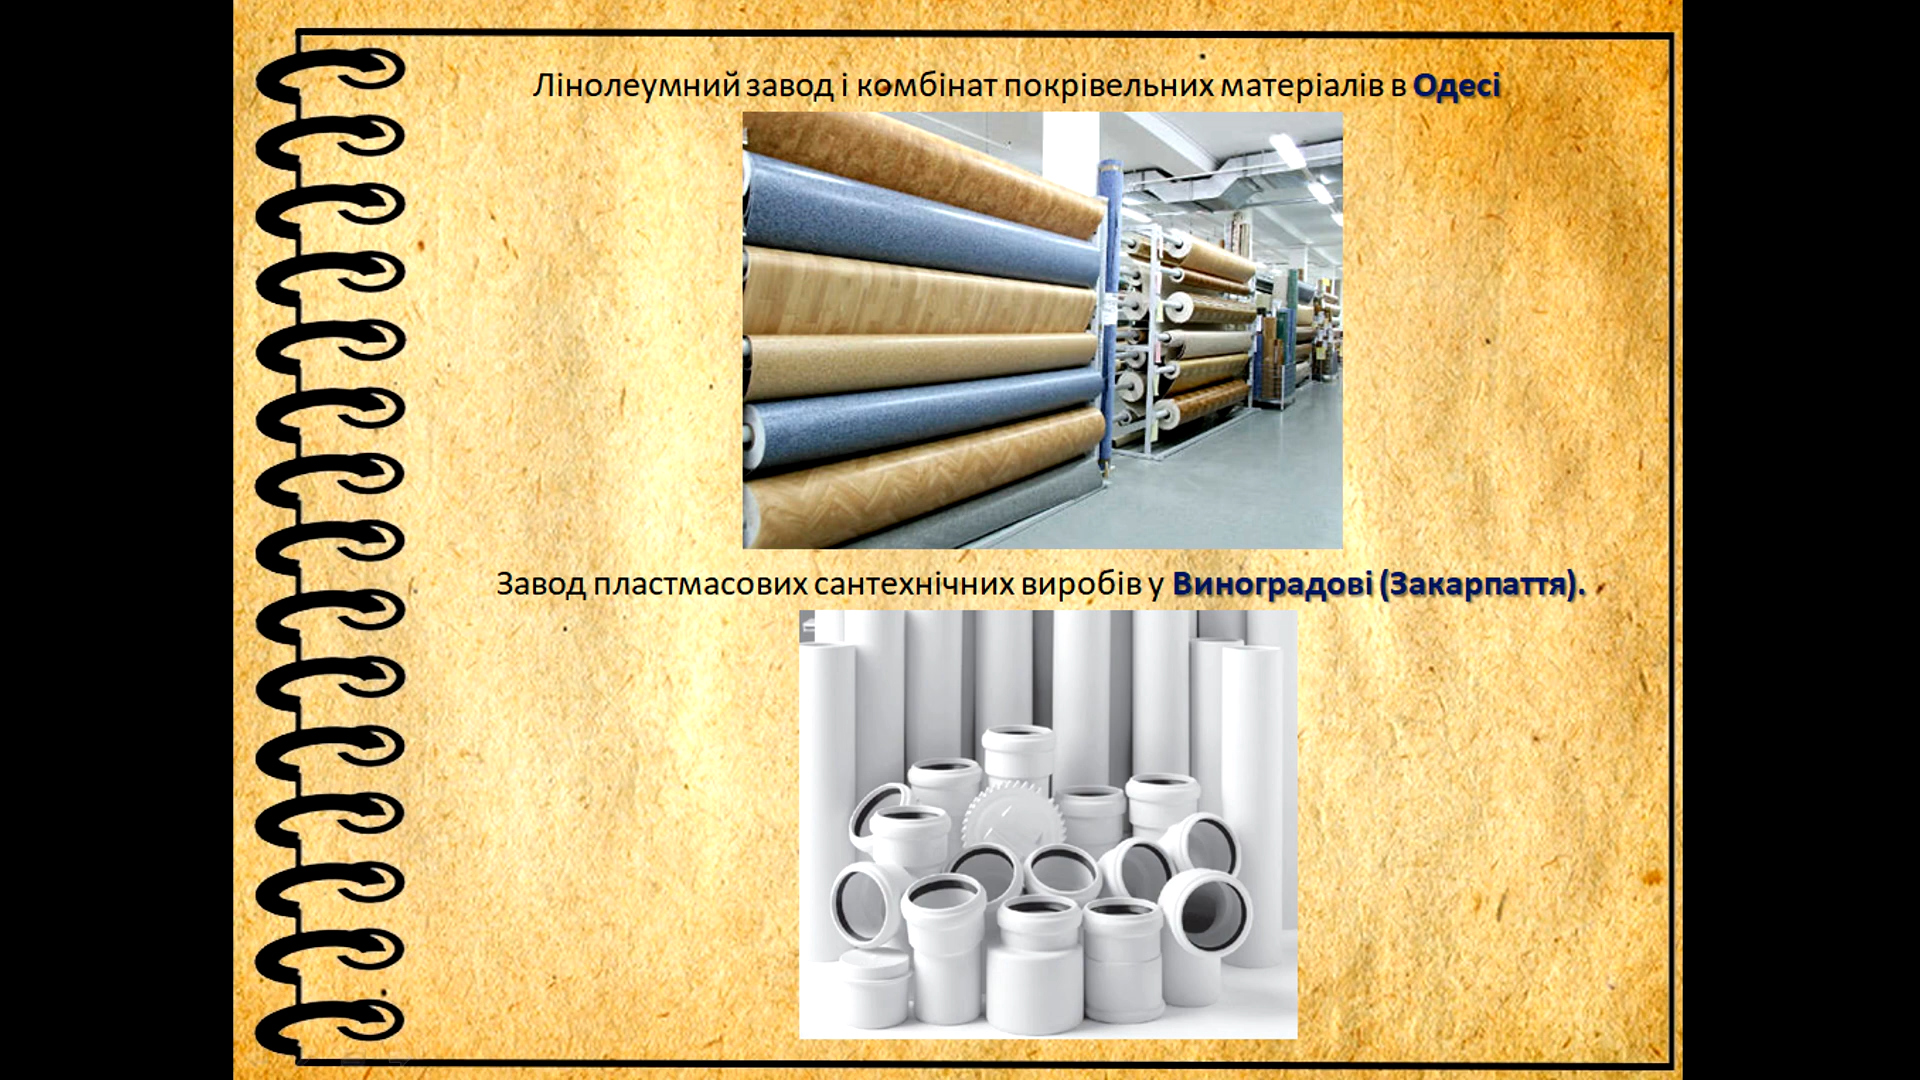 Лінолеумний завод і комбінат покрівельних матеріалів в Одесі
Завод пластмасових сантехнічних виробів у Виноградові (Закарпаття).